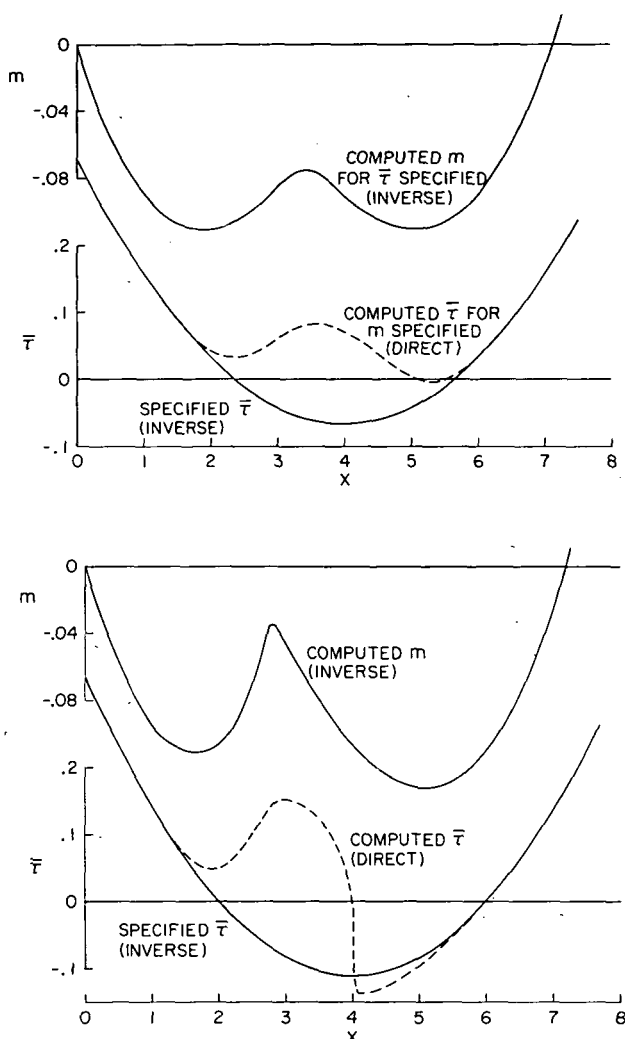 0
m
-.04
-.08
COMPUTED m
FOR τ̅ SPECIFIED
(INVERSE)
.2
.1
τ̅
COMPUTED τ̅ FOR
m SPECIFIED
(DIRECT)
0
SPECIFIED τ̅
(INVERSE)
-.1
0 1 2 3 4 5 6 7 8
X
0
m
-.04
-.08
COMPUTED m
(INVERSE)
.2
.1
τ̅
COMPUTED τ̅
(DIRECT)
0
SPECIFIED τ̅
(INVERSE)
-.1
0 1 2 3 4 5 6 7 8
X